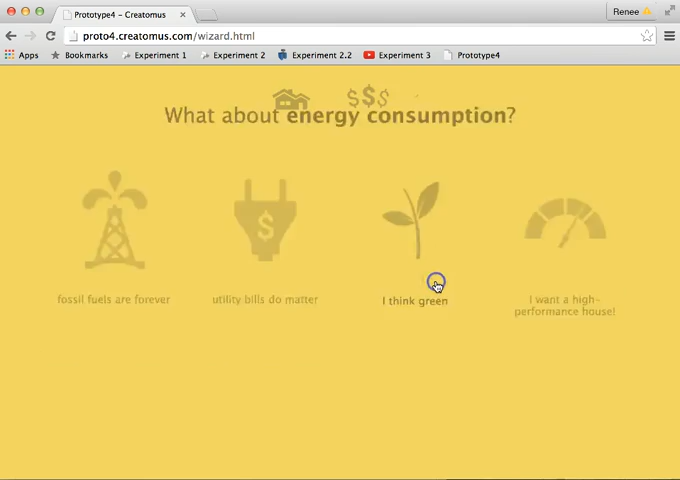 Prototype4 – Creatomus
Renee
proto4.creatomus.com/wizard.html
Apps Bookmarks Experiment 1 Experiment 2 Experiment 2.2 Experiment 3 Prototype4
$$$
What about energy consumption?
$
fossil fuels are forever utility bills do matter I think green I want a high-
performance house!